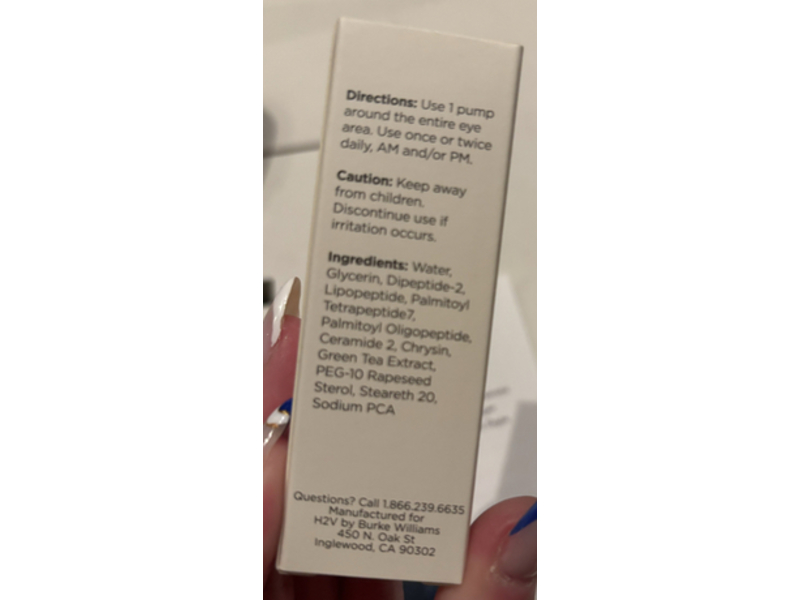 Directions: Use 1 pump
around the entire eye
area. Use once or twice
daily, AM and/or PM.
Caution: Keep away
from children.
Discontinue use if
irritation occurs.
Ingredients: Water,
Glycerin, Dipeptide-2,
Lipopeptide, Palmitoyl
Tetrapeptide7,
Palmitoyl Oligopeptide,
Ceramide 2, Chrysin,
Green Tea Extract,
PEG-10 Rapeseed
Sterol, Steareth 20,
Sodium PCA
Questions? Call 1.866.239.6635
Manufactured for
H2V by Burke Williams
450 N. Oak St
Inglewood, CA 90302